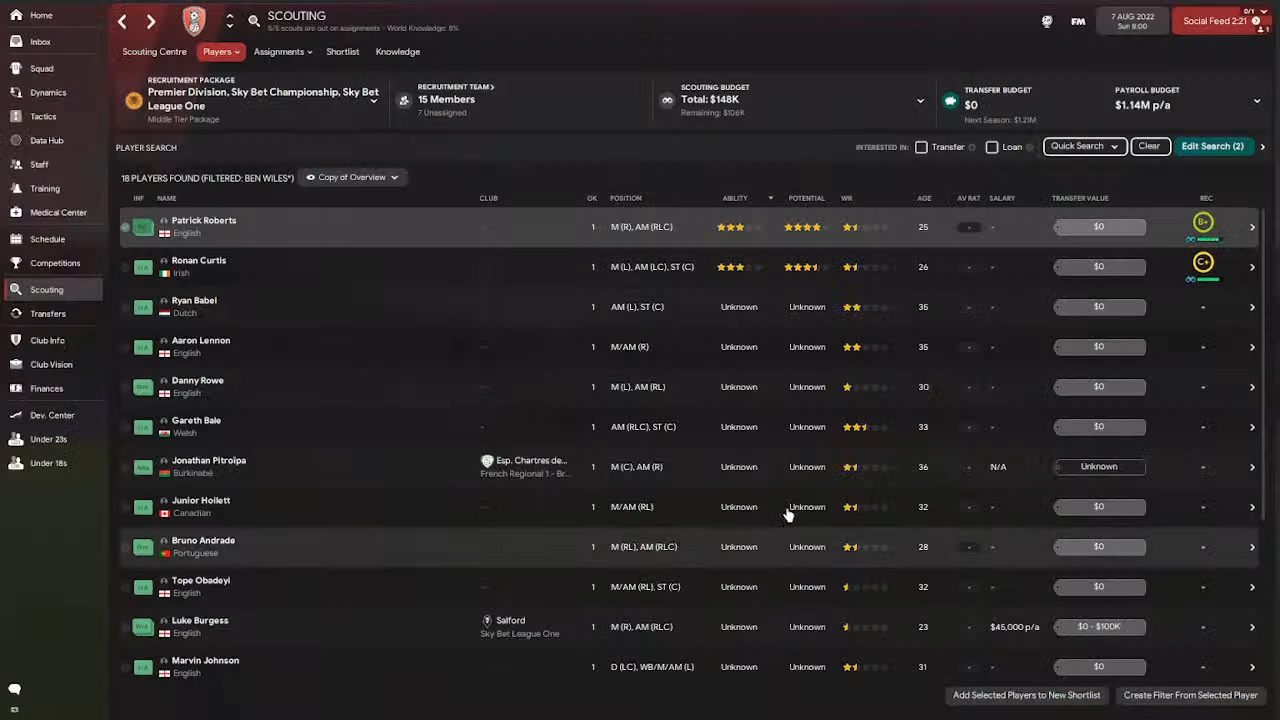 Home
Inbox
Squad
Dynamics
Tactics
Data Hub
Staff
Training
Medical Center
Schedule
Competitions
Scouting
Transfers
Club Info
Club Vision
Finances
Dev. Center
Under 23s
Under 18s
SCOUTING
5/5 scouts are out on assignments - World Knowledge: 8%
FM
7 AUG 2022
Sun 8:00
Social Feed 2:21
0/1
1
Scouting Centre Players Assignments Shortlist Knowledge
RECRUITMENT PACKAGE
Premier Division, Sky Bet Championship, Sky Bet
League One
Middle Tier Package
RECRUITMENT TEAM >
15 Members
7 Unassigned
SCOUTING BUDGET
Total: $148K
Remaining: $106K
TRANSFER BUDGET
$0
Next Season: $1.21M
PAYROLL BUDGET
$1.14M p/a
PLAYER SEARCH
INTERESTED IN: Transfer Loan Quick Search Clear Edit Search (2)
18 PLAYERS FOUND (FILTERED: BEN WILES*) Copy of Overview
INF NAME CLUB GK POSITION ABILITY POTENTIAL WR AGE AV RAT SALARY TRANSFER VALUE REC
Patrick Roberts
English
1 M (R), AM (RLC) 25 - $0 B+
Ronan Curtis
Irish
1 M (L), AM (LC), ST (C) 26 - - $0 C+
Ryan Babel
Dutch
1 AM (L), ST (C) Unknown Unknown 35 - - $0 -
Aaron Lennon
English
1 M/AM (R) Unknown Unknown 35 - - $0 -
Danny Rowe
English
1 M (L), AM (RL) Unknown Unknown 30 - - $0 -
Gareth Bale
Welsh
1 AM (RLC), ST (C) Unknown Unknown 33 - - $0 -
Jonathan Pitroipa
Burkinabé
Esp. Chartres de...
French Regional 1 - Br...
1 M (C), AM (R) Unknown Unknown 36 - N/A Unknown -
Junior Hoilett
Canadian
1 M/AM (RL) Unknown Unknown 32 - - $0 -
Bruno Andrade
Portuguese
1 M (RL), AM (RLC) Unknown Unknown 28 - - $0 -
Tope Obadeyi
English
1 M/AM (RL), ST (C) Unknown Unknown 32 - - $0 -
Luke Burgess
English
Salford
Sky Bet League One
1 M (R), AM (RLC) Unknown Unknown 23 - $45,000 p/a $0 - $100K -
Marvin Johnson
English
1 D (LC), WB/M/AM (L) Unknown Unknown 31 - - $0 -
Add Selected Players to New Shortlist Create Filter From Selected Player